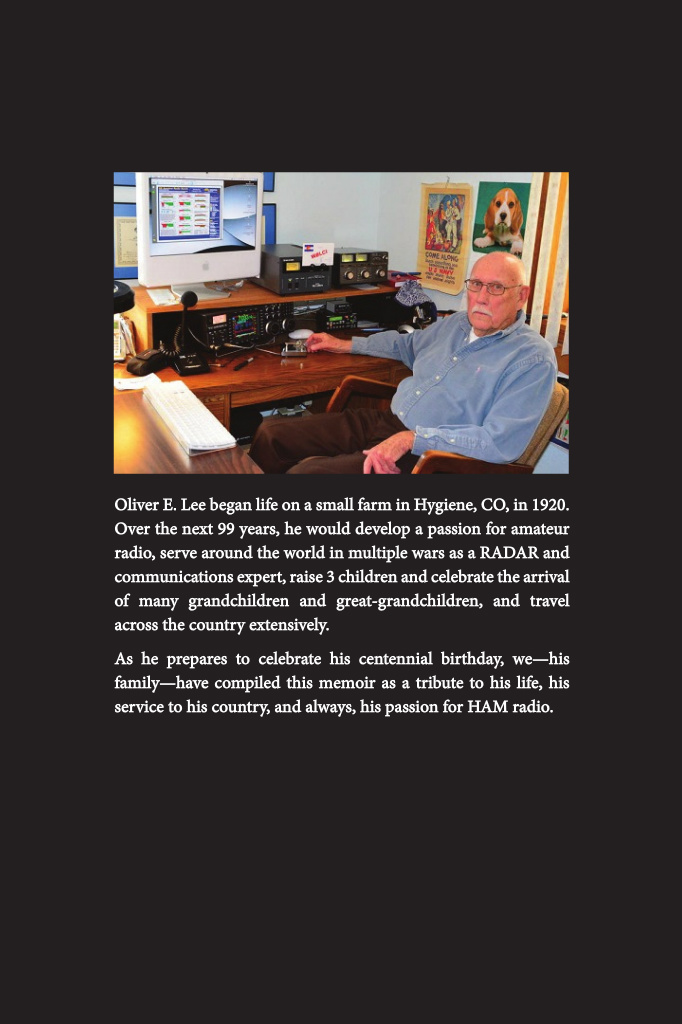 COME ALONG
U S NAVY
Oliver E. Lee began life on a small farm in Hygiene, CO, in 1920.
Over the next 99 years, he would develop a passion for amateur
radio, serve around the world in multiple wars as a RADAR and
communications expert, raise 3 children and celebrate the arrival
of many grandchildren and great-grandchildren, and travel
across the country extensively.
As he prepares to celebrate his centennial birthday, we—his
family—have compiled this memoir as a tribute to his life, his
service to his country, and always, his passion for HAM radio.